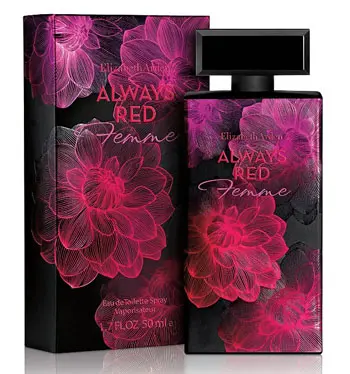 Elizabeth Arden
ALWAYS
RED
Femme
Eau de Toilette Spray
Vaporisateur
1.7 FL.OZ. 50 ml e
Elizabeth Arden
ALWAYS
RED
Femme